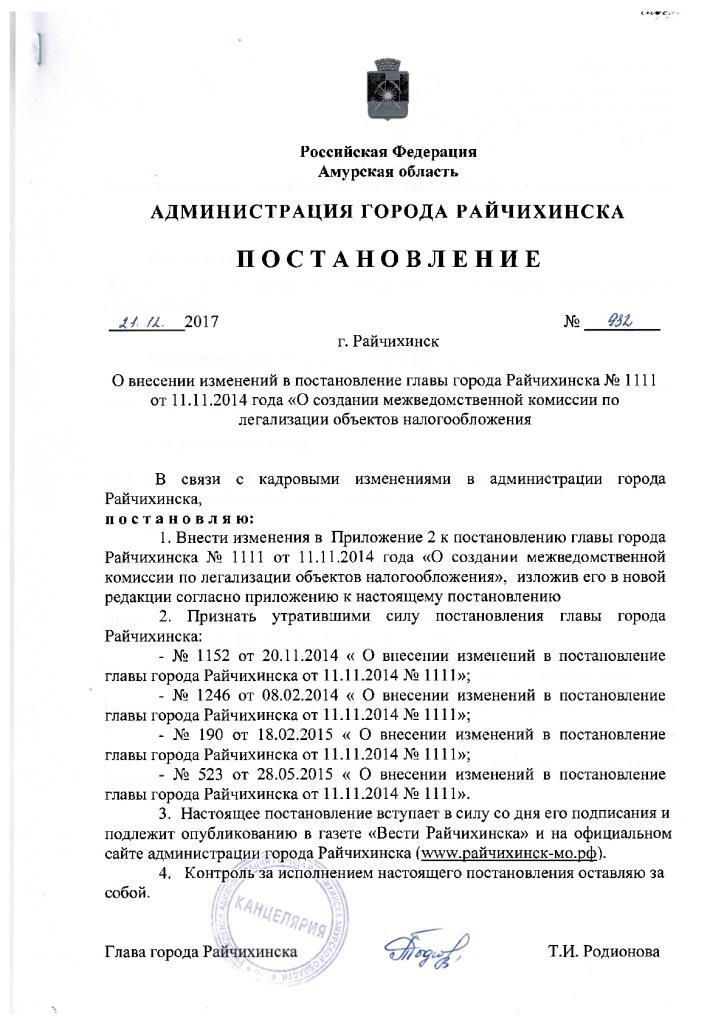 Российская Федерация
Амурская область
АДМИНИСТРАЦИЯ ГОРОДА РАЙЧИХИНСКА
П О С Т А Н О В Л Е Н И Е
21. 12. 2017 № 932
г. Райчихинск
О внесении изменений в постановление главы города Райчихинска № 1111
от 11.11.2014 года «О создании межведомственной комиссии по
легализации объектов налогообложения
В связи с кадровыми изменениями в администрации города
Райчихинска,
п о с т а н о в л я ю:
1. Внести изменения в Приложение 2 к постановлению главы города
Райчихинска № 1111 от 11.11.2014 года «О создании межведомственной
комиссии по легализации объектов налогообложения», изложив его в новой
редакции согласно приложению к настоящему постановлению
2. Признать утратившими силу постановления главы города
Райчихинска:
- № 1152 от 20.11.2014 « О внесении изменений в постановление
главы города Райчихинска от 11.11.2014 № 1111»;
- № 1246 от 08.02.2014 « О внесении изменений в постановление
главы города Райчихинска от 11.11.2014 № 1111»;
- № 190 от 18.02.2015 « О внесении изменений в постановление
главы города Райчихинска от 11.11.2014 № 1111»;
- № 523 от 28.05.2015 « О внесении изменений в постановление
главы города Райчихинска от 11.11.2014 № 1111».
3. Настоящее постановление вступает в силу со дня его подписания и
подлежит опубликованию в газете «Вести Райчихинска» и на официальном
сайте администрации города Райчихинска (www.райчихинск-мо.рф).
4. Контроль за исполнением настоящего постановления оставляю за
собой.
КАНЦЕЛЯРИЯ
Глава города Райчихинска Т.И. Родионова